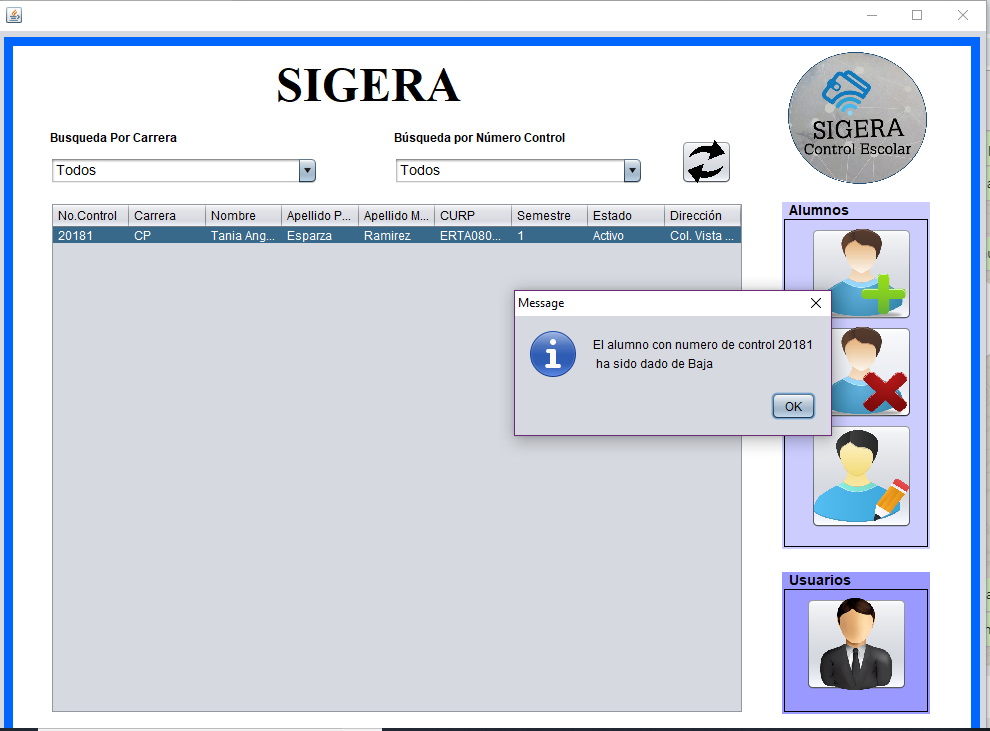 SIGERA
Busqueda Por Carrera
Búsqueda por Número Control
Todos
Todos
SIGERA
Control Escolar
No.Control Carrera Nombre Apellido P... Apellido M... CURP Semestre Estado Dirección
20181 CP Tania Ang... Esparza Ramirez ERTA080... 1 Activo Col. Vista ...
Alumnos
Message
El alumno con numero de control 20181
ha sido dado de Baja
OK
Usuarios